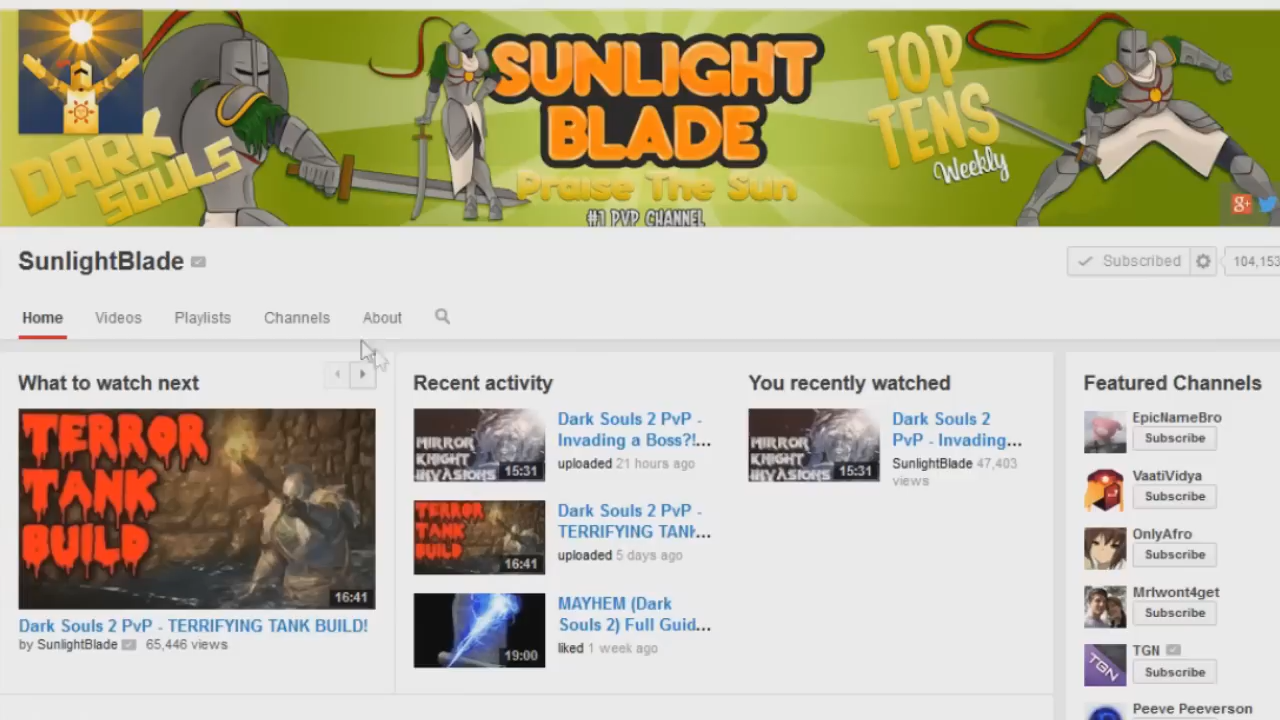 DARK
SOULS
SUNLIGHT
BLADE
Praise The Sun
#1 PVP CHANNEL
TOP
TENS
Weekly
g+
SunlightBlade
Subscribed
104,153
Home
Videos
Playlists
Channels
About
What to watch next
TERROR
TANK
BUILD
16:41
Dark Souls 2 PvP - TERRIFYING TANK BUILD!
by SunlightBlade 65,446 views
Recent activity
MIRROR
KNIGHT
INVASIONS
15:31
Dark Souls 2 PvP -
Invading a Boss?!...
uploaded 21 hours ago
TERROR
TANK
BUILD
16:41
Dark Souls 2 PvP -
TERRIFYING TANK...
uploaded 5 days ago
19:00
MAYHEM (Dark
Souls 2) Full Guid...
liked 1 week ago
You recently watched
MIRROR
KNIGHT
INVASIONS
15:31
Dark Souls 2
PvP - Invading...
SunlightBlade 47,403
views
Featured Channels
EpicNameBro
Subscribe
VaatiVidya
Subscribe
OnlyAfro
Subscribe
MrIwont4get
Subscribe
TGN
TGN
Subscribe
Peeve Peeverson